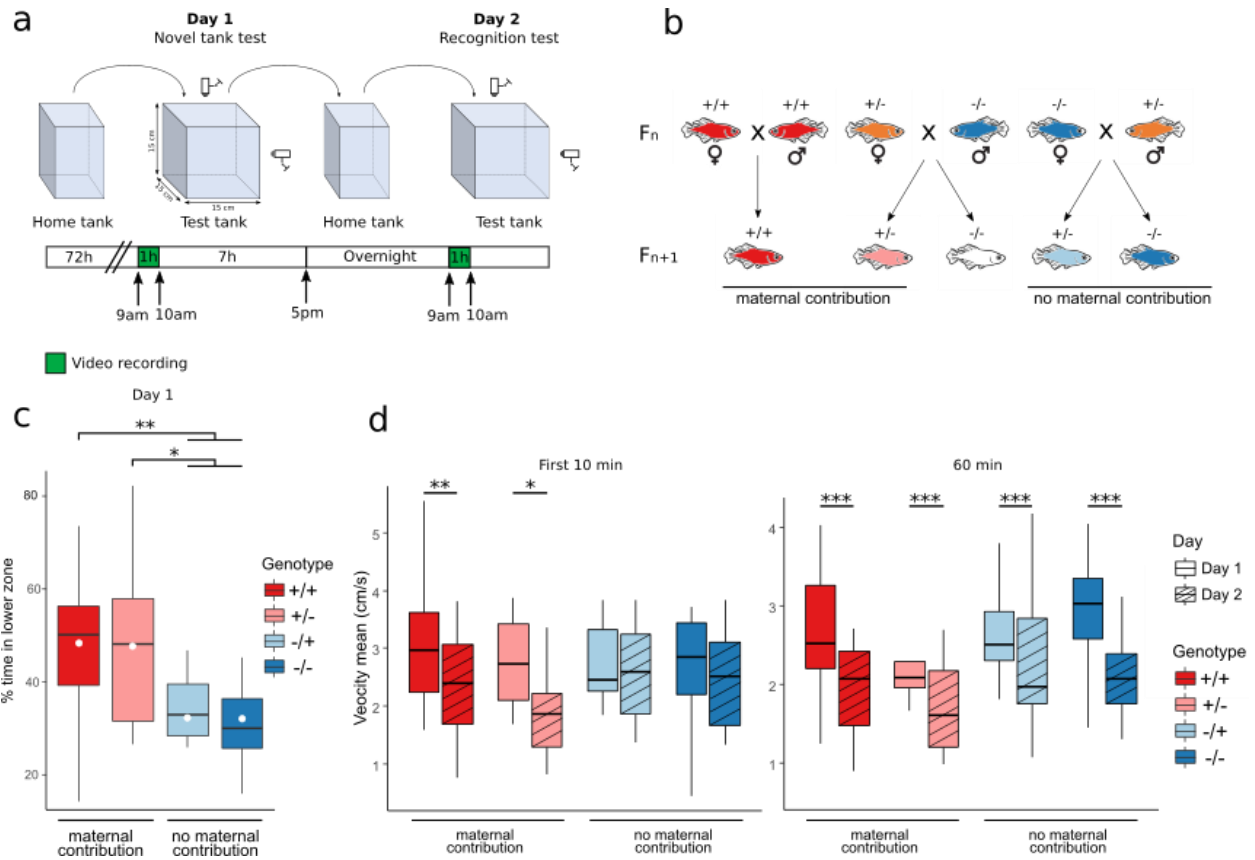 a
Day 1
Novel tank test
Day 2
Recognition test
15 cm
15 cm
15 cm
Home tank
Test tank
Home tank
Test tank
72h
1h
7h
Overnight
1h
9am 10am
5pm
9am 10am
Video recording
b
+/+
+/+
+/-
-/-
-/-
+/-
Fn
X
X
X
♀
♂
♀
♂
♀
♂
Fn+1
+/+
+/-
-/-
+/-
-/-
maternal contribution
no maternal contribution
c
Day 1
**
*
% time in lower zone
80
60
40
20
Genotype
+/+
+/-
-/+
-/-
maternal
contribution
no maternal
contribution
d
First 10 min
**
*
Veocity mean (cm/s)
5
4
3
2
1
maternal
contribution
no maternal
contribution
60 min
***
***
***
***
4
3
2
1
maternal
contribution
no maternal
contribution
Day
Day 1
Day 2
Genotype
+/+
+/-
-/+
-/-